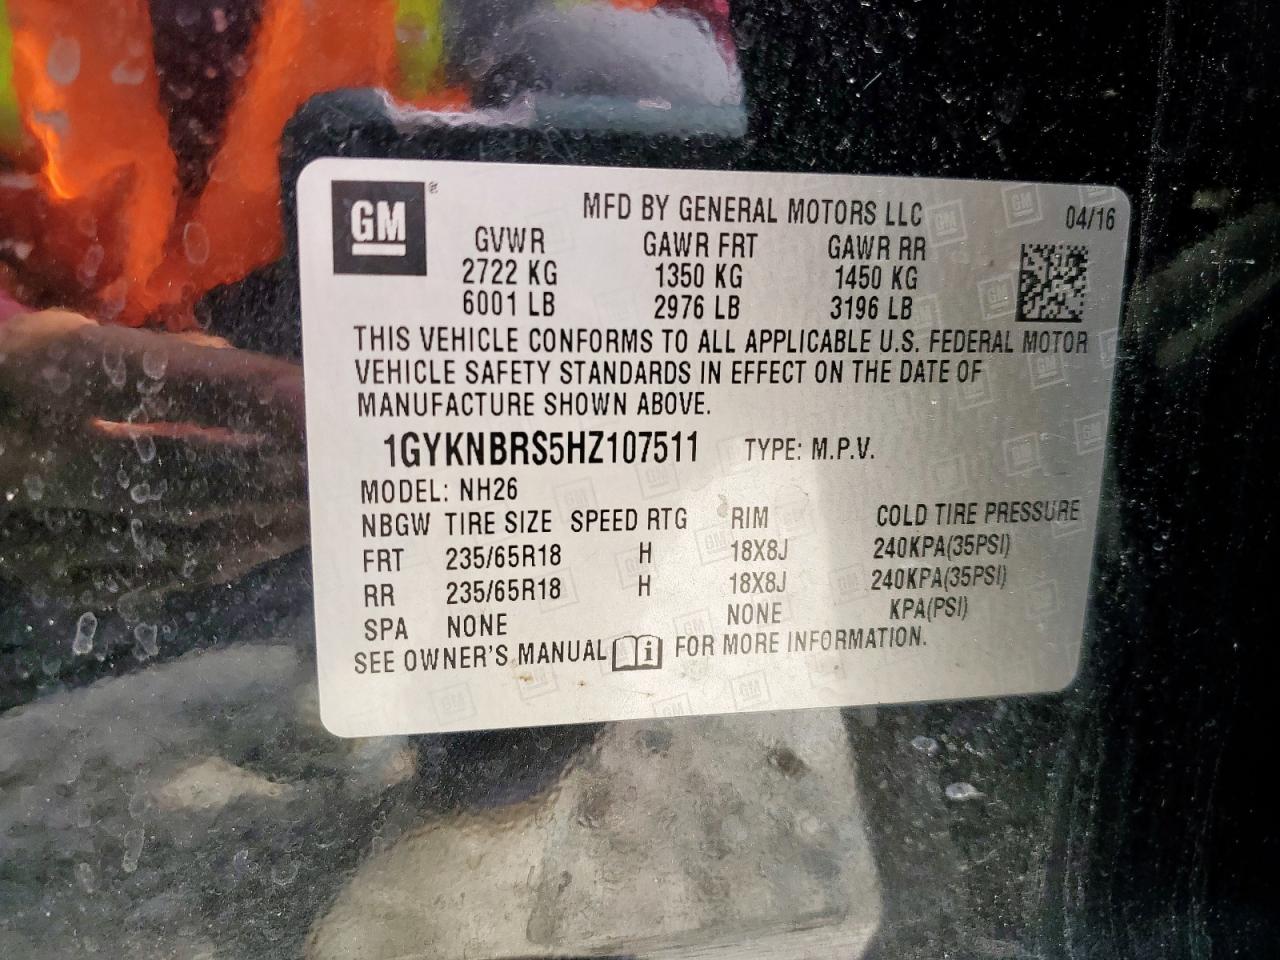 GM®
MFD BY GENERAL MOTORS LLC
04/16
GVWR GAWR FRT GAWR RR
2722 KG 1350 KG 1450 KG
6001 LB 2976 LB 3196 LB
THIS VEHICLE CONFORMS TO ALL APPLICABLE U.S. FEDERAL MOTOR
VEHICLE SAFETY STANDARDS IN EFFECT ON THE DATE OF
MANUFACTURE SHOWN ABOVE.
1GYKNBRS5HZ107511 TYPE: M.P.V.
MODEL: NH26
NBGW TIRE SIZE SPEED RTG RIM COLD TIRE PRESSURE
FRT 235/65R18 H 18X8J 240KPA(35PSI)
RR 235/65R18 H 18X8J 240KPA(35PSI)
SPA NONE NONE KPA(PSI)
SEE OWNER'S MANUAL i FOR MORE INFORMATION.